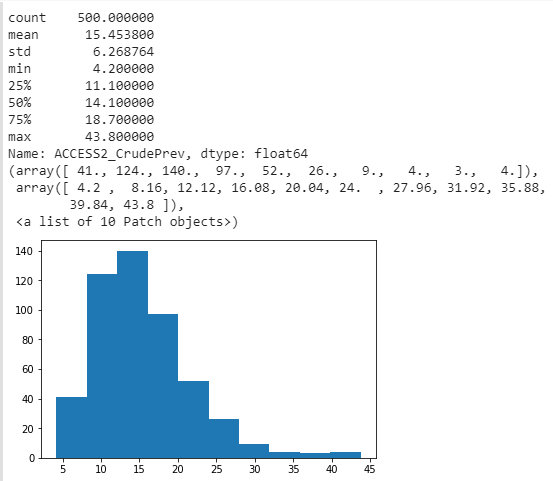 count    500.000000
mean      15.453800
std        6.268764
min        4.200000
25%       11.100000
50%       14.100000
75%       18.700000
max       43.800000
Name: ACCESS2_CrudePrev, dtype: float64
(array([ 41., 124., 140.,  97.,  52.,  26.,   9.,   4.,   3.,   4.]),
 array([ 4.2 ,  8.16, 12.12, 16.08, 20.04, 24.  , 27.96, 31.92, 35.88,
        39.84, 43.8 ]),
 <a list of 10 Patch objects>)
140
120
100
80
60
40
20
0
5 10 15 20 25 30 35 40 45